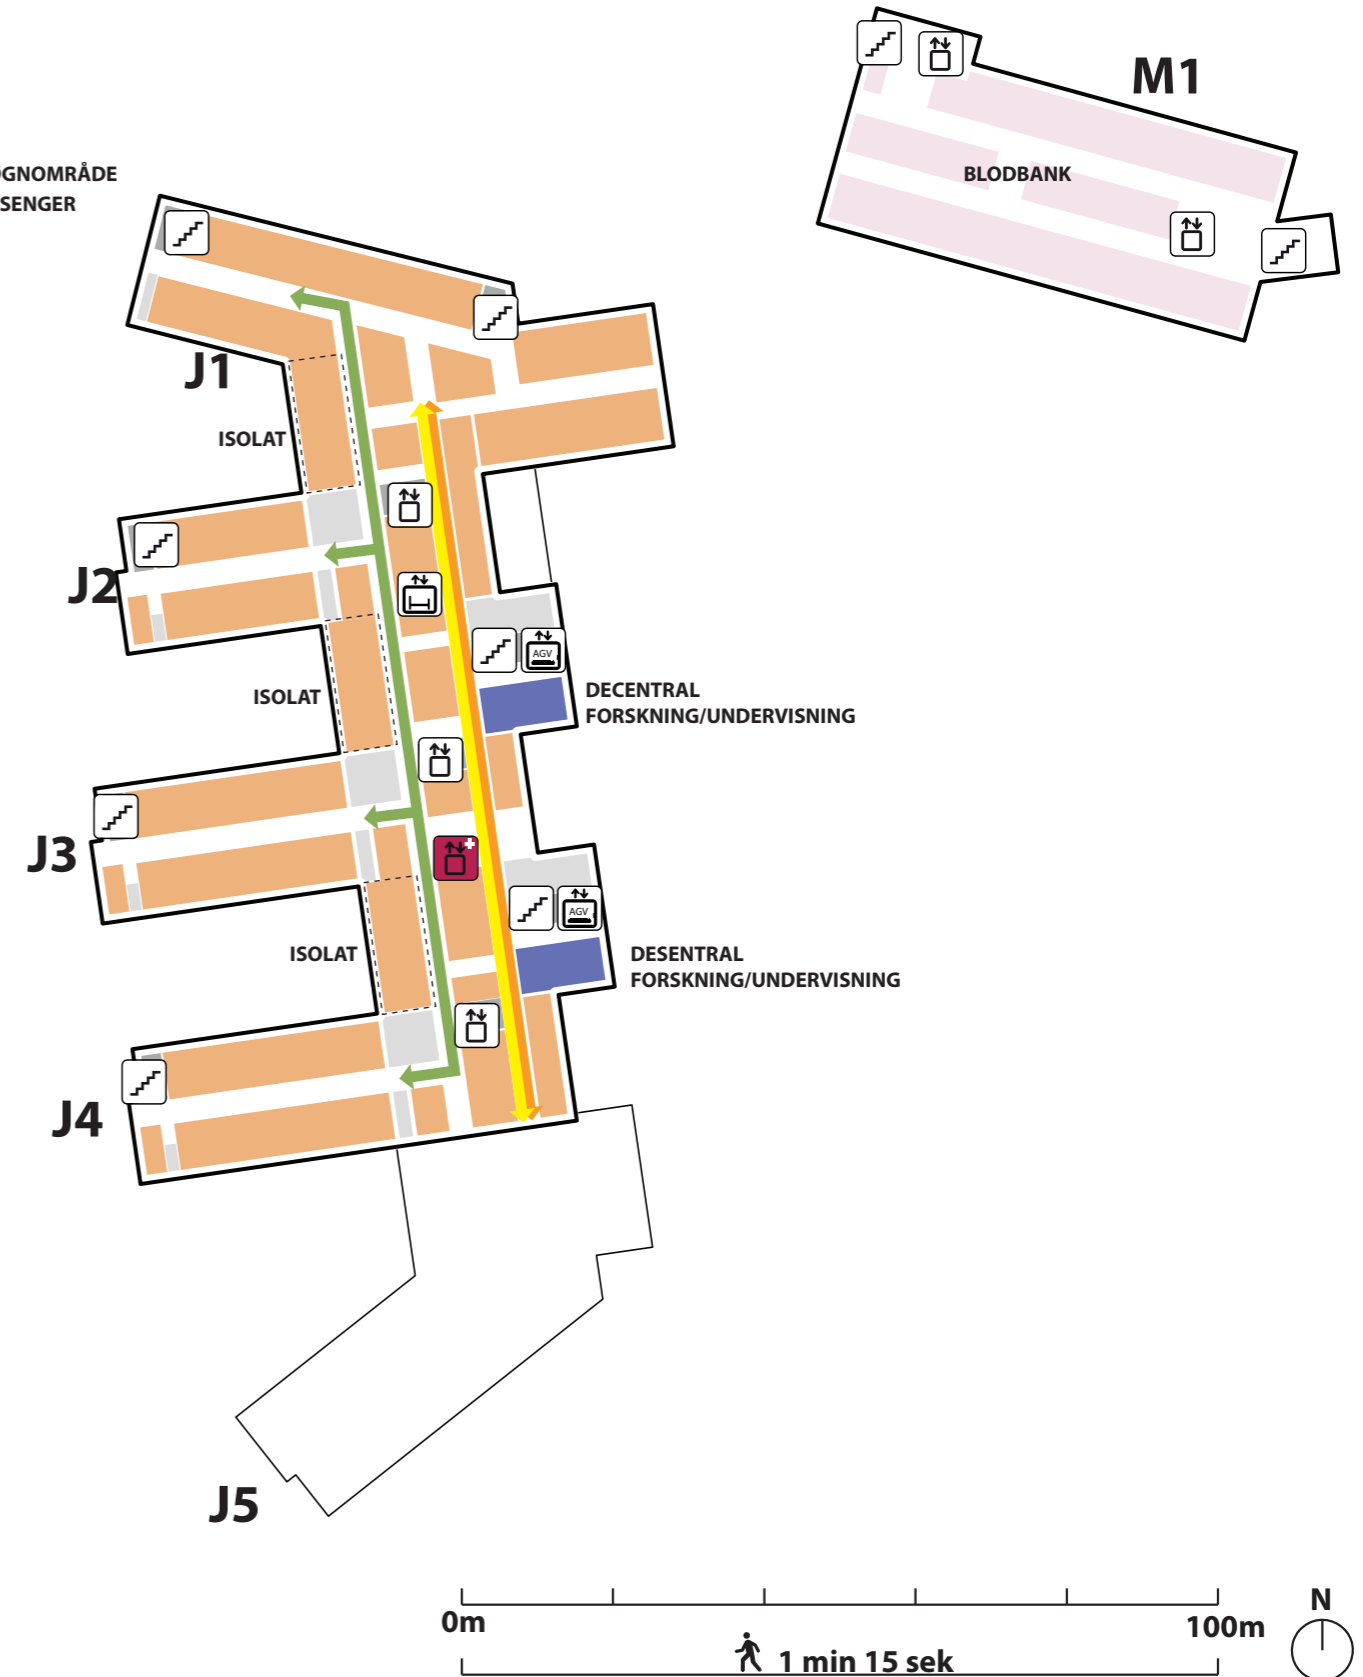 M1
BLODBANK
GNOMRÅDE
SENGER
J1
ISOLAT
J2
AGV
ISOLAT
DECENTRAL
FORSKNING/UNDERVISNING
J3
AGV
ISOLAT
DESENTRAL
FORSKNING/UNDERVISNING
J4
J5
0m
100m
N
1 min 15 sek